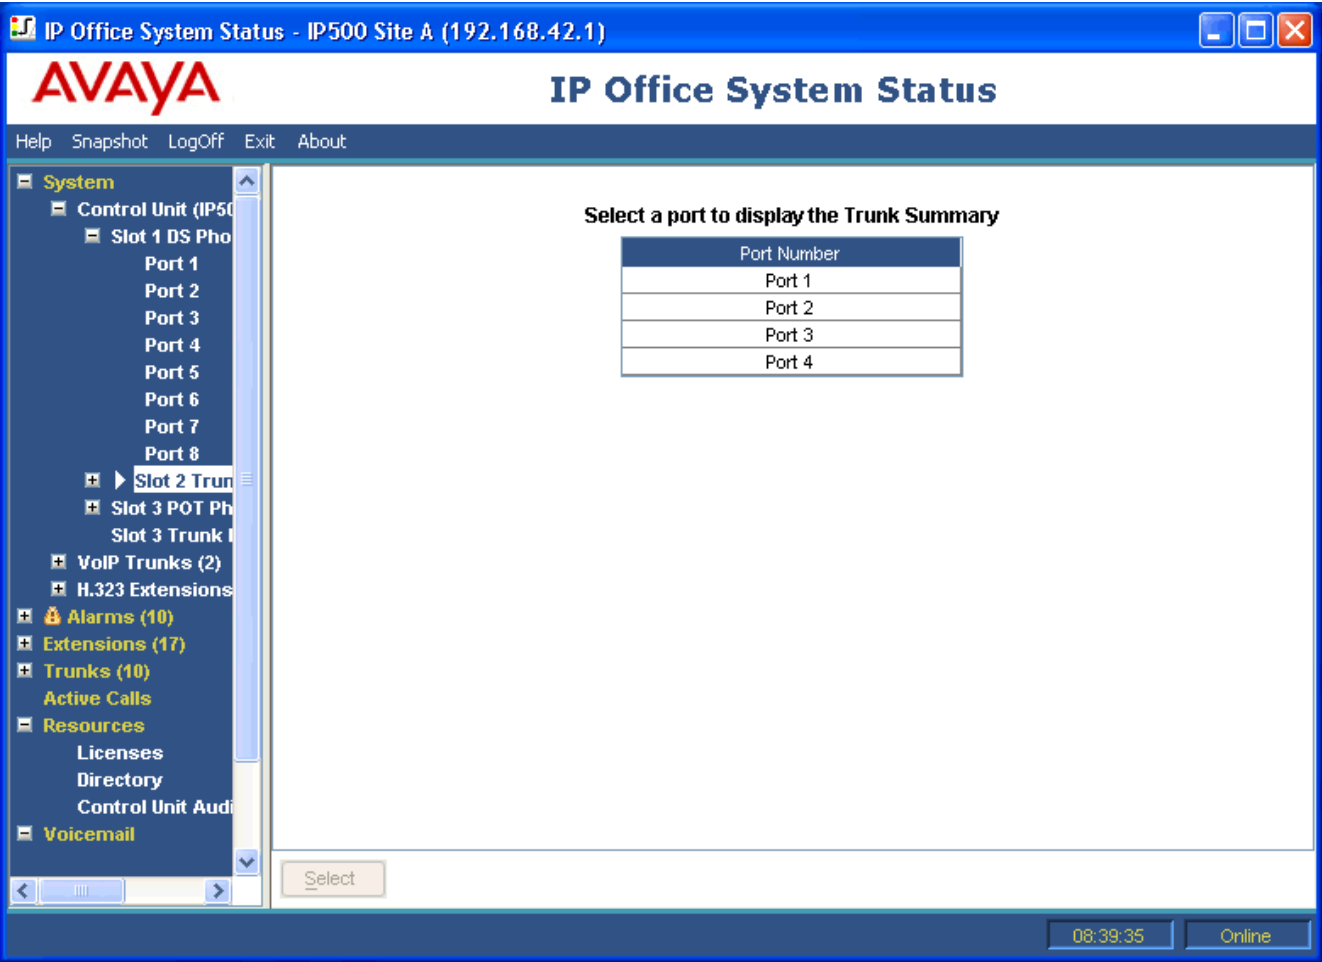 IP Office System Status - IP500 Site A (192.168.42.1)
AVAYA
IP Office System Status
Help Snapshot LogOff Exit About
System
Control Unit (IP50
Slot 1 DS Pho
Port 1
Port 2
Port 3
Port 4
Port 5
Port 6
Port 7
Port 8
Slot 2 Trun
Slot 3 POT Ph
Slot 3 Trunk
VoIP Trunks (2)
H.323 Extensions
Alarms (10)
Extensions (17)
Trunks (10)
Active Calls
Resources
Licenses
Directory
Control Unit Audi
Voicemail
Select a port to display the Trunk Summary
Port Number
Port 1
Port 2
Port 3
Port 4
Select
08:39:35
Online